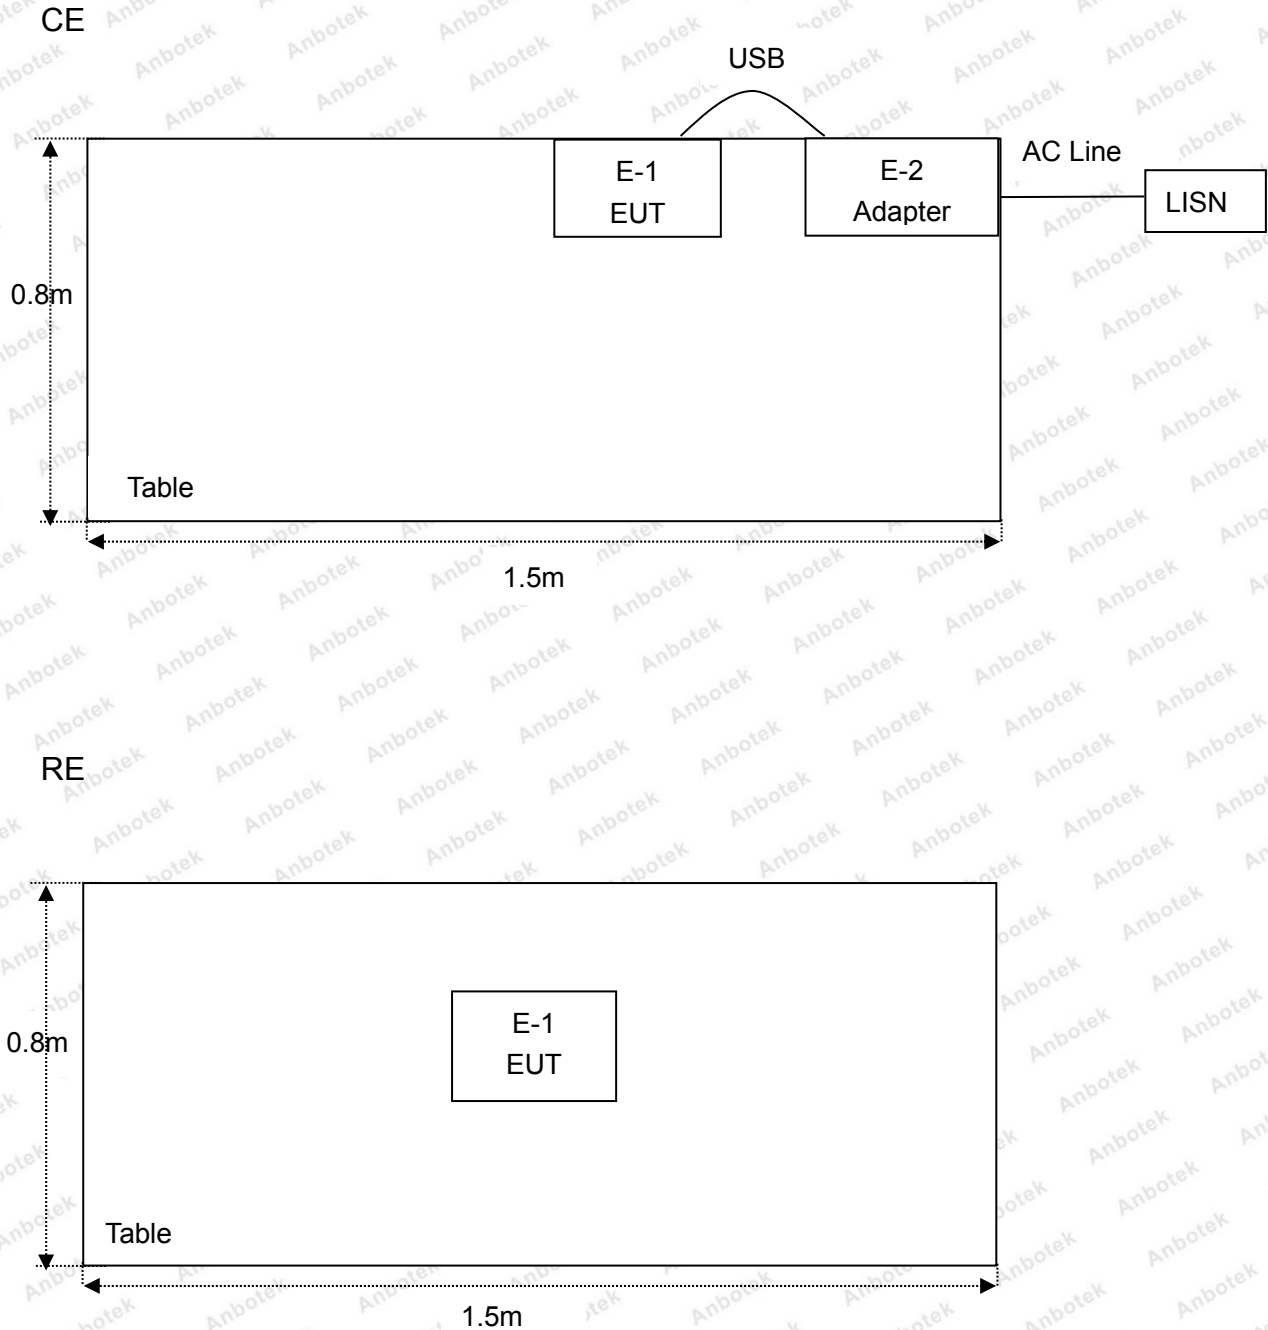 CE
USB
E-1
EUT
E-2
Adapter
AC Line
LISN
0.8m
Table
1.5m
RE
E-1
EUT
0.8m
Table
1.5m
Anbotek